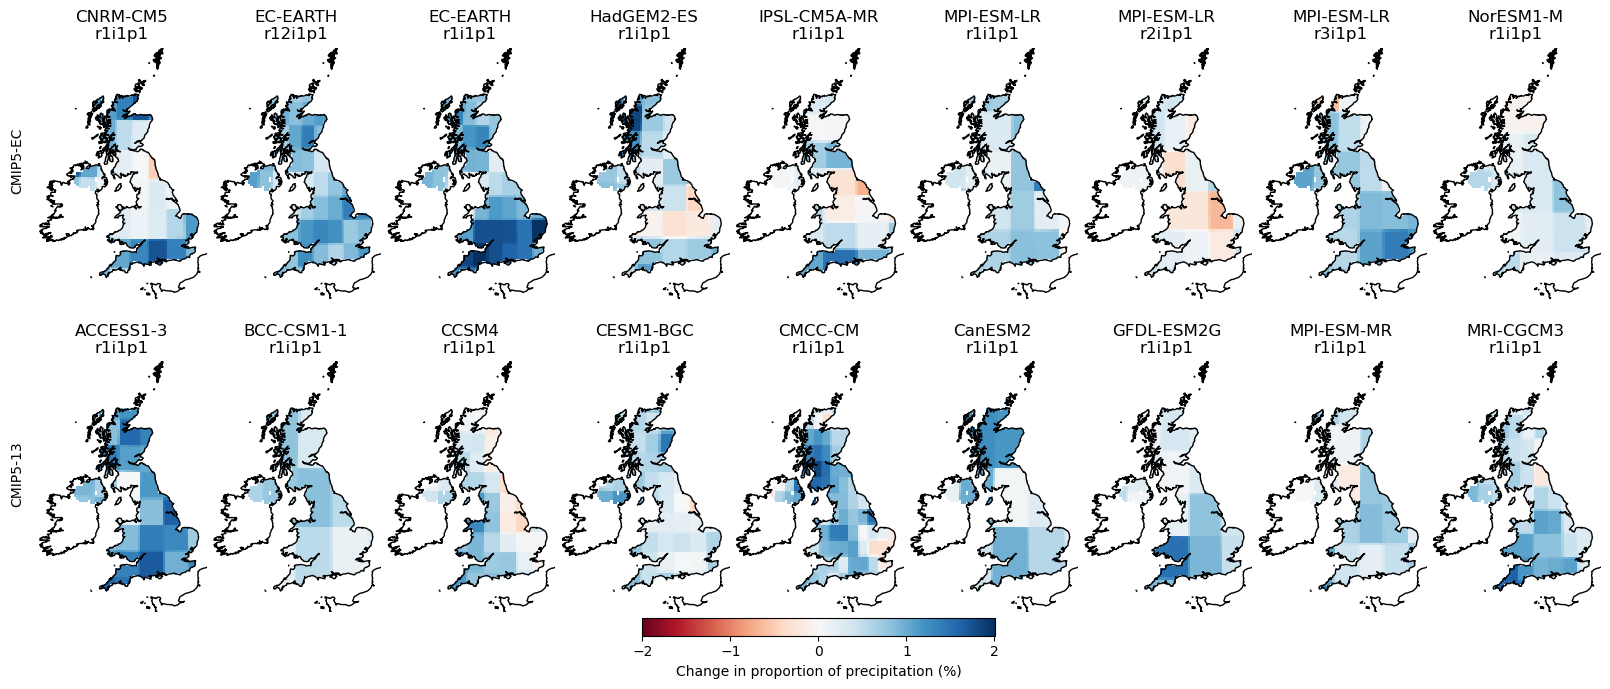 CNRM-CM5 EC-EARTH EC-EARTH HadGEM2-ES IPSL-CM5A-MR MPI-ESM-LR MPI-ESM-LR MPI-ESM-LR NorESM1-M
r1i1p1 r12i1p1 r1i1p1 r1i1p1 r1i1p1 r1i1p1 r2i1p1 r3i1p1 r1i1p1
CMIP5-EC
ACCESS1-3 BCC-CSM1-1 CCSM4 CESM1-BGC CMCC-CM CanESM2 GFDL-ESM2G MPI-ESM-MR MRI-CGCM3
r1i1p1 r1i1p1 r1i1p1 r1i1p1 r1i1p1 r1i1p1 r1i1p1 r1i1p1 r1i1p1
CMIP5-13
−2 −1 0 1 2
Change in proportion of precipitation (%)